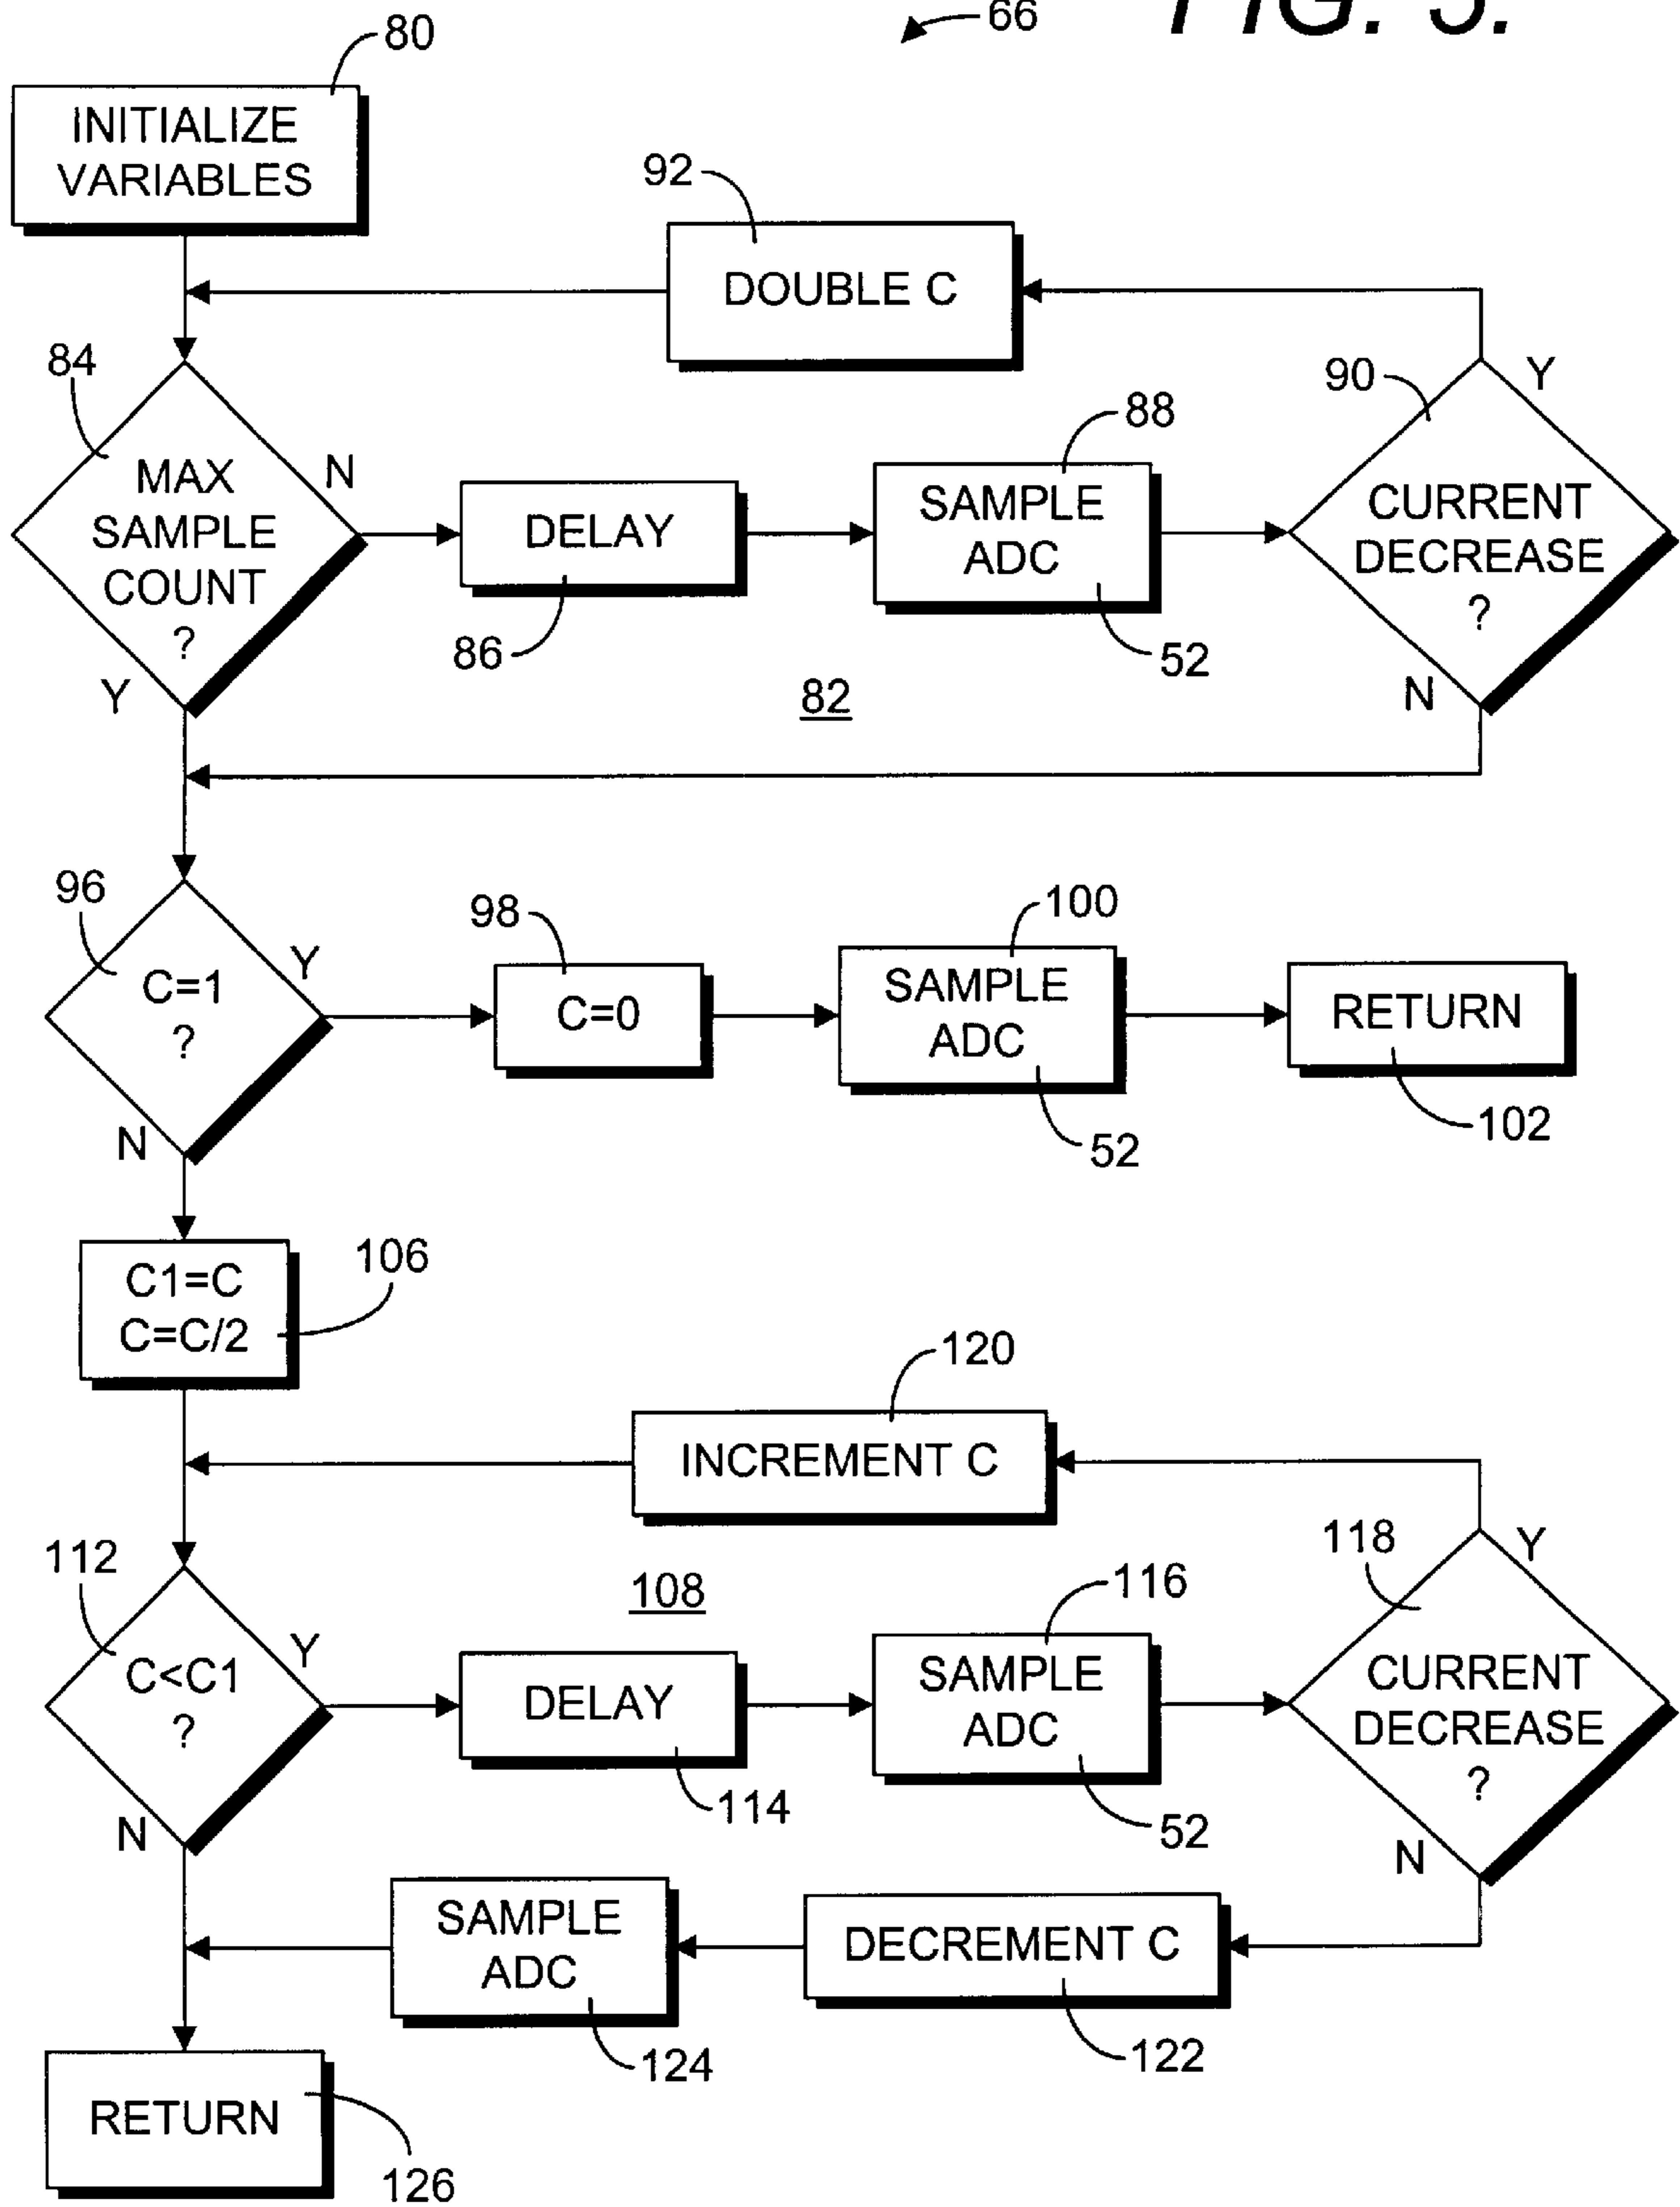 66
FIG. 5.
80
INITIALIZE
VARIABLES
92
DOUBLE C
84
MAX
SAMPLE
COUNT
?
N
Y
DELAY
86
88
SAMPLE
ADC
52
90
Y
CURRENT
DECREASE
?
N
82
96
C=1
?
Y
N
98
C=0
100
SAMPLE
ADC
52
RETURN
102
C1=C
C=C/2
106
120
INCREMENT C
112
C<C1
?
Y
N
108
DELAY
114
116
SAMPLE
ADC
52
118
Y
CURRENT
DECREASE
?
N
SAMPLE
ADC
124
DECREMENT C
122
RETURN
126